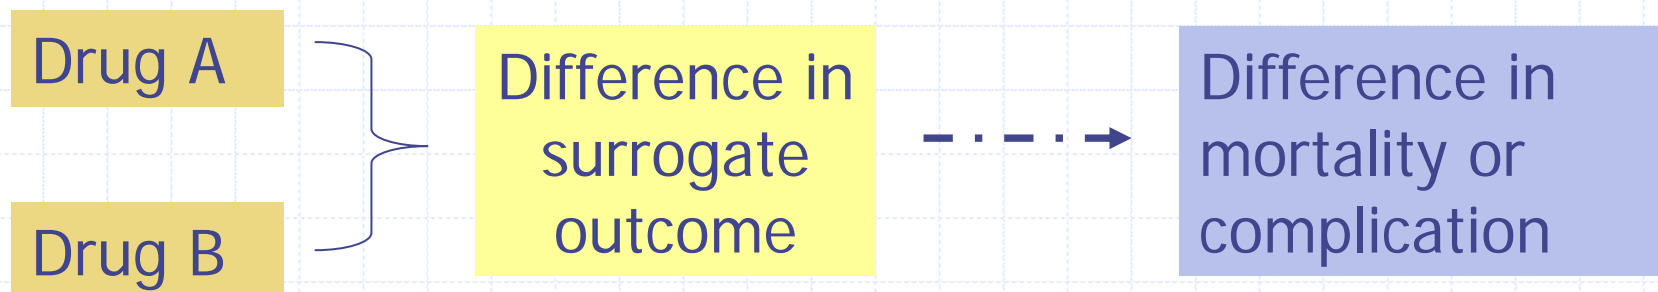 Drug A
Drug B
Difference in
surrogate
outcome
Difference in
mortality or
complication